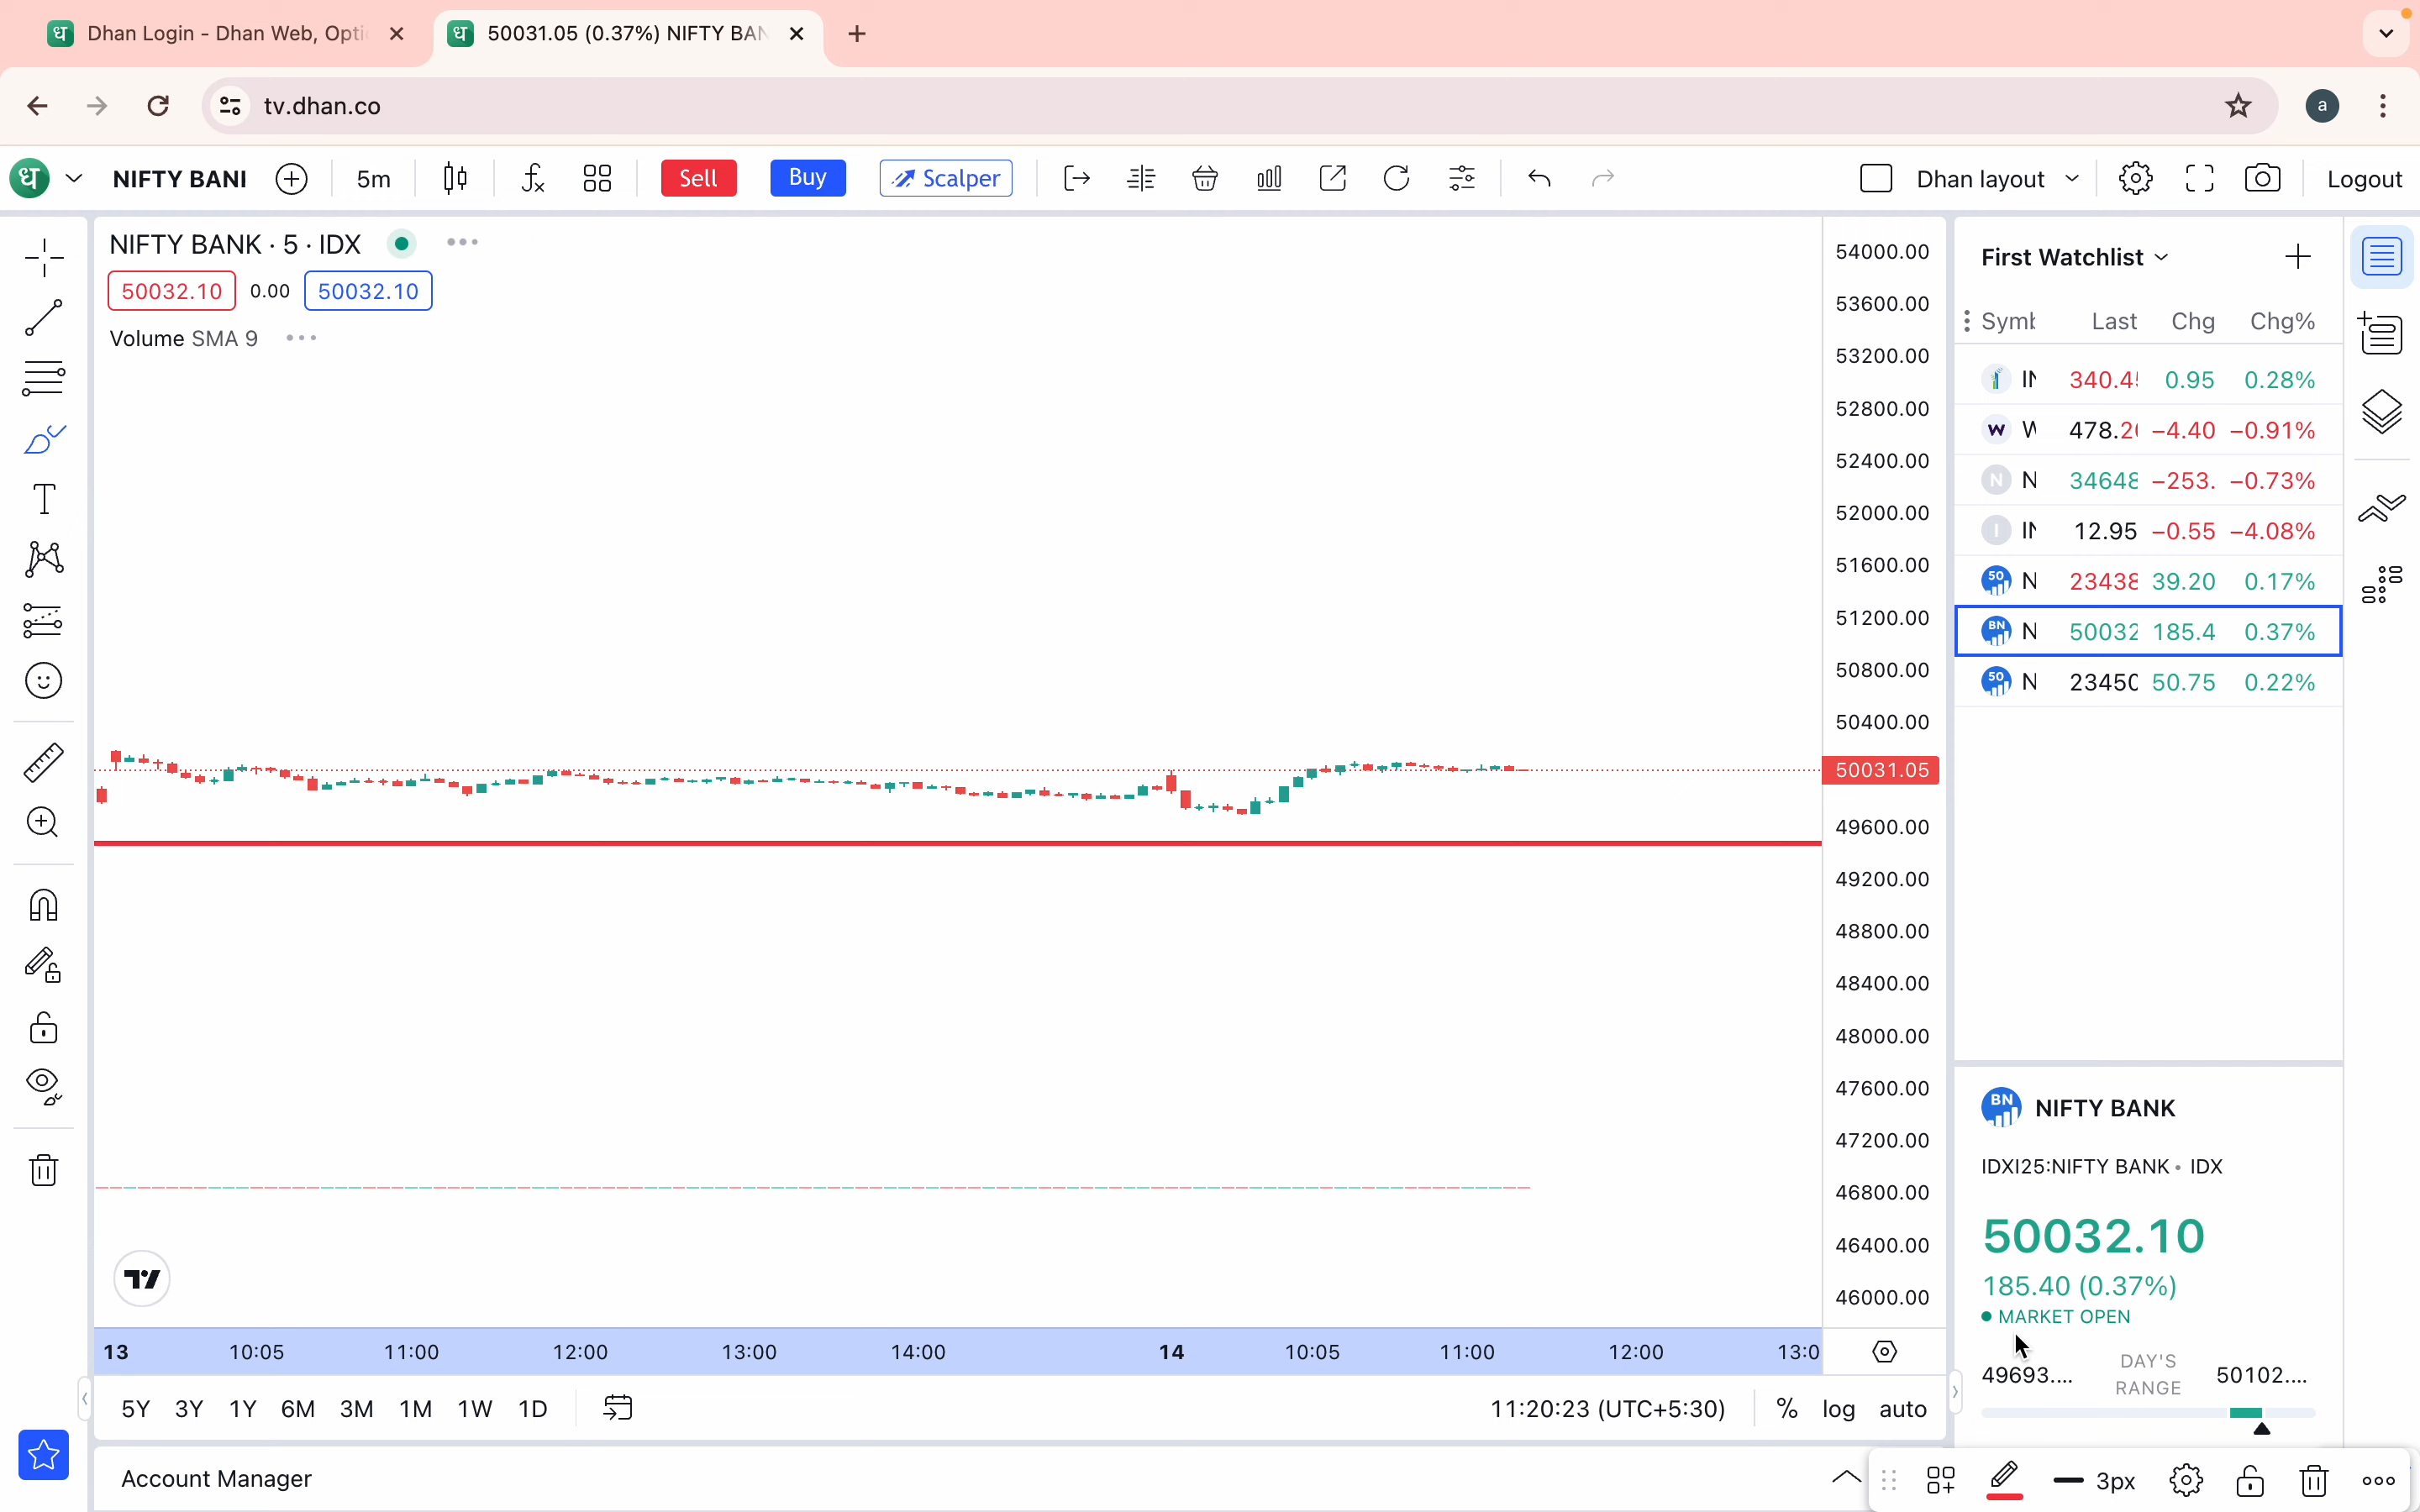 Dhan Login - Dhan Web, Opti
50031.05 (0.37%) NIFTY BAN
tv.dhan.co
a
ध
NIFTY BANI
5m
Sell
Buy
Scalper
Dhan layout
Logout
NIFTY BANK · 5 · IDX
50032.10 0.00 50032.10
Volume SMA 9
54000.00
53600.00
53200.00
52800.00
52400.00
52000.00
51600.00
51200.00
50800.00
50400.00
50031.05
49600.00
49200.00
48800.00
48400.00
48000.00
47600.00
47200.00
46800.00
46400.00
46000.00
13 10:05 11:00 12:00 13:00 14:00 14 10:05 11:00 12:00 13:0
5Y 3Y 1Y 6M 3M 1M 1W 1D
11:20:23 (UTC+5:30) % log auto
Account Manager
First Watchlist
Last Chg Chg%
340.4 0.95 0.28%
W 478.2 −4.40 −0.91%
N N 34648 −253. −0.73%
I 12.95 −0.55 −4.08%
50 N 23438 39.20 0.17%
BN N 50032 185.4 0.37%
50 N 2345 50.75 0.22%
BN NIFTY BANK
IDXI25:NIFTY BANK • IDX
50032.10
185.40 (0.37%)
MARKET OPEN
49693.... DAY'S RANGE 50102....
3px